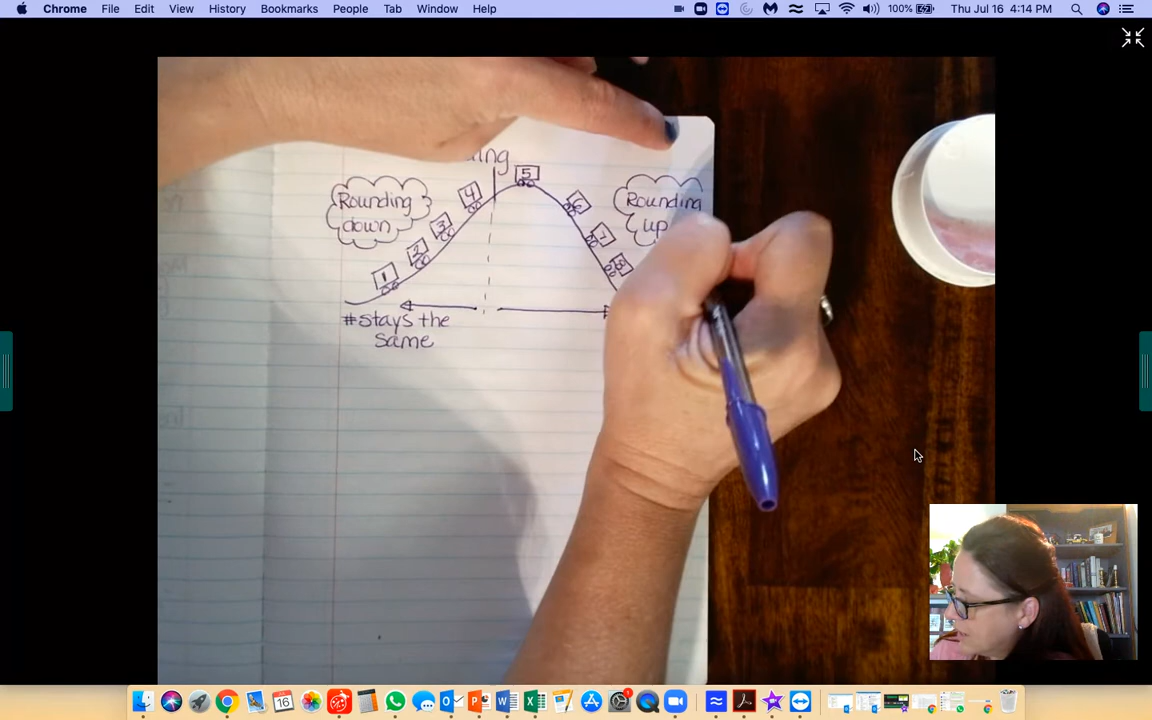 Chrome File Edit View History Bookmarks People Tab Window Help 100% Thu Jul 16 4:14 PM
5
4
Rounding
down
6
Rounding
up
3
7
2
8
1
#stays the
same
16